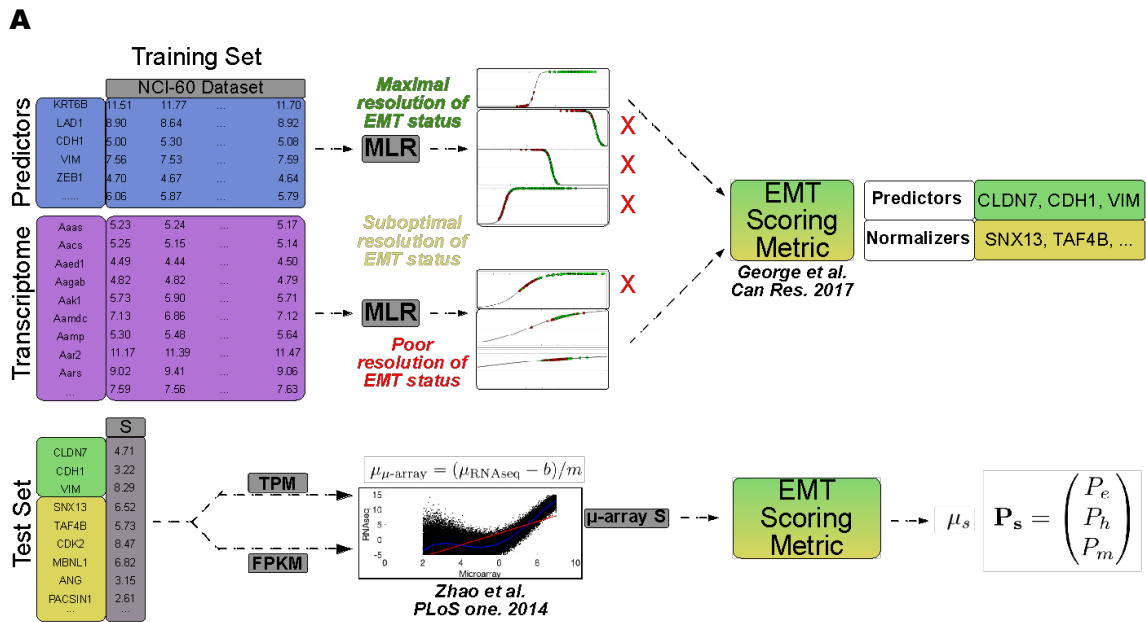 A
Training Set
NCI-60 Dataset
Predictors
KRT6B 11.51 11.77 ... 11.70
LAD1 8.90 8.64 ... 8.92
CDH1 5.00 5.30 ... 5.08
VIM 7.56 7.53 ... 7.59
ZEB1 4.70 4.67 ... 4.64
...... 6.06 5.87 ... 5.79
Transcriptome
Aaas 5.23 5.24 ... 5.17
Aacs 5.25 5.15 ... 5.14
Aaed1 4.49 4.44 ... 4.50
Aagab 4.82 4.82 ... 4.79
Aak1 5.73 5.90 ... 5.71
Aamdc 7.13 6.86 ... 7.12
Aamp 5.30 5.48 ... 5.64
Aar2 11.17 11.39 ... 11.47
Aars 9.02 9.41 ... 9.06
... 7.59 7.56 ... 7.63
Maximal
resolution of
EMT status
MLR
Suboptimal
resolution of
EMT status
MLR
Poor
resolution of
EMT status
X
X
X
X
EMT
Scoring
Metric
George et al.
Can Res. 2017
Predictors CLDN7, CDH1, VIM
Normalizers SNX13, TAF4B, ...
Test Set
S
CLDN7 4.71
CDH1 3.22
VIM 8.29
SNX13 6.52
TAF4B 5.73
CDK2 8.47
MBNL1 6.82
ANG 3.15
PACSIN1 2.61
... ...
TPM
FPKM
μμ-array = (μRNAseq − b)/m
RNAseq
15
10
5
0
-5
0 2 4 6 8 10
Microarray
Zhao et al.
PLoS one. 2014
μ-array S
EMT
Scoring
Metric
μs
Ps = (Pe
Ph
Pm)